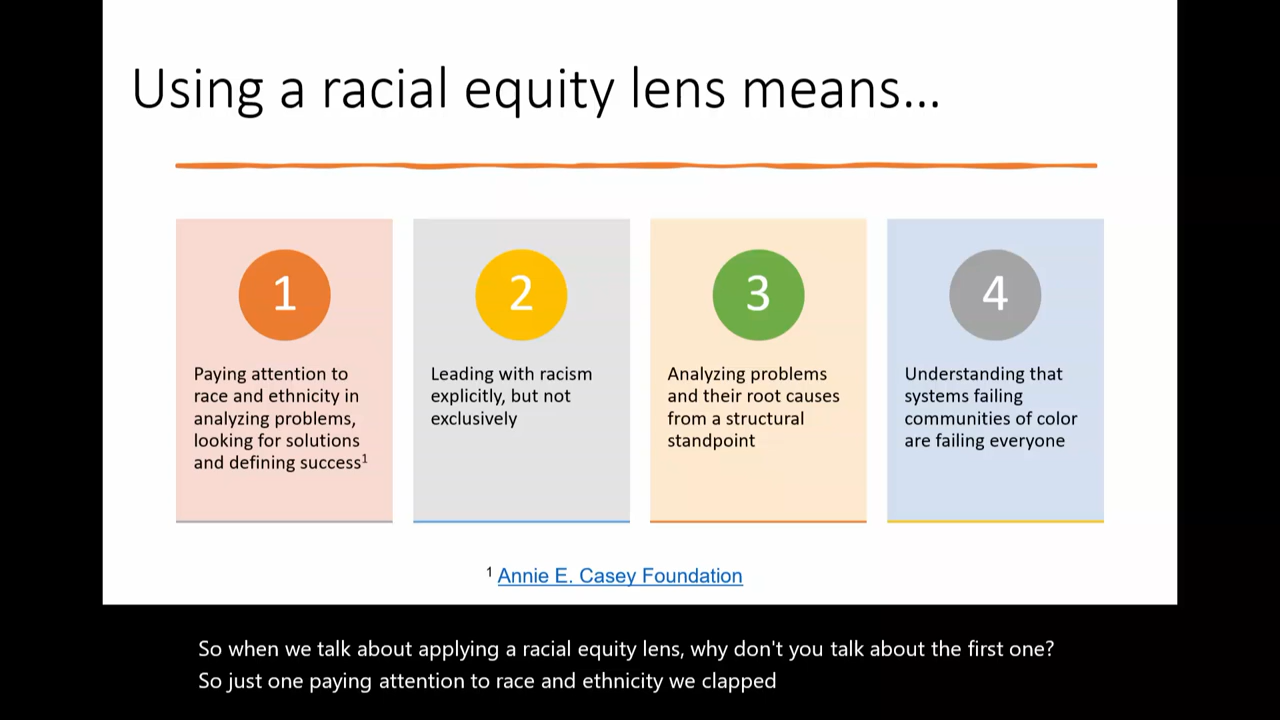 Using a racial equity lens means...
1
Paying attention to
race and ethnicity in
analyzing problems,
looking for solutions
and defining success¹
2
Leading with racism
explicitly, but not
exclusively
3
Analyzing problems
and their root causes
from a structural
standpoint
4
Understanding that
systems failing
communities of color
are failing everyone
¹ Annie E. Casey Foundation
So when we talk about applying a racial equity lens, why don't you talk about the first one?
So just one paying attention to race and ethnicity we clapped